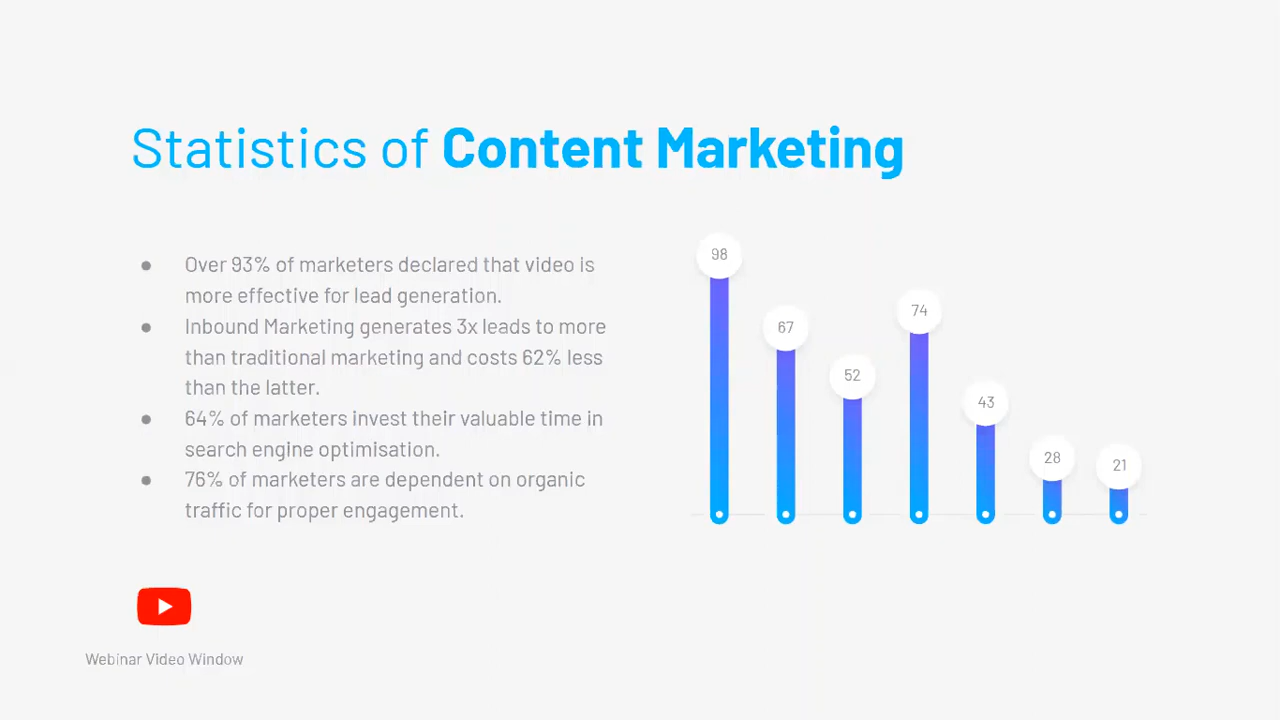 Statistics of Content Marketing
● Over 93% of marketers declared that video is
more effective for lead generation.
● Inbound Marketing generates 3x leads to more
than traditional marketing and costs 62% less
than the latter.
● 64% of marketers invest their valuable time in
search engine optimisation.
● 76% of marketers are dependent on organic
traffic for proper engagement.
98
67
52
74
43
28
21
Webinar Video Window